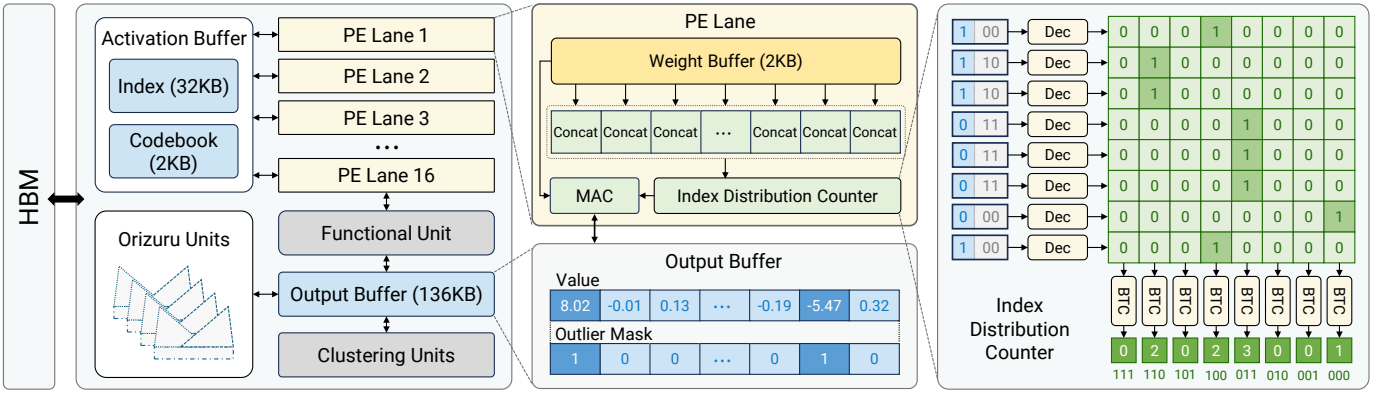 HBM
Activation Buffer
Index (32KB)
Codebook
(2KB)
PE Lane 1
PE Lane 2
PE Lane 3
...
PE Lane 16
Orizuru Units
Functional Unit
Output Buffer (136KB)
Clustering Units
PE Lane
Weight Buffer (2KB)
Concat Concat Concat ... Concat Concat Concat
MAC
Index Distribution Counter
Output Buffer
Value
8.02 -0.01 0.13 ... -0.19 -5.47 0.32
Outlier Mask
1 0 0 ... 0 1 0
1 00 Dec 0 0 0 1 0 0 0 0
1 10 Dec 0 1 0 0 0 0 0 0
1 10 Dec 0 1 0 0 0 0 0 0
0 11 Dec 0 0 0 0 1 0 0 0
0 11 Dec 0 0 0 0 1 0 0 0
0 11 Dec 0 0 0 0 1 0 0 0
0 00 Dec 0 0 0 0 0 0 0 1
1 00 Dec 0 0 0 1 0 0 0 0
BTC BTC BTC BTC BTC BTC BTC BTC
Index
Distribution
Counter
0 2 0 2 3 0 0 1
111 110 101 100 011 010 001 000